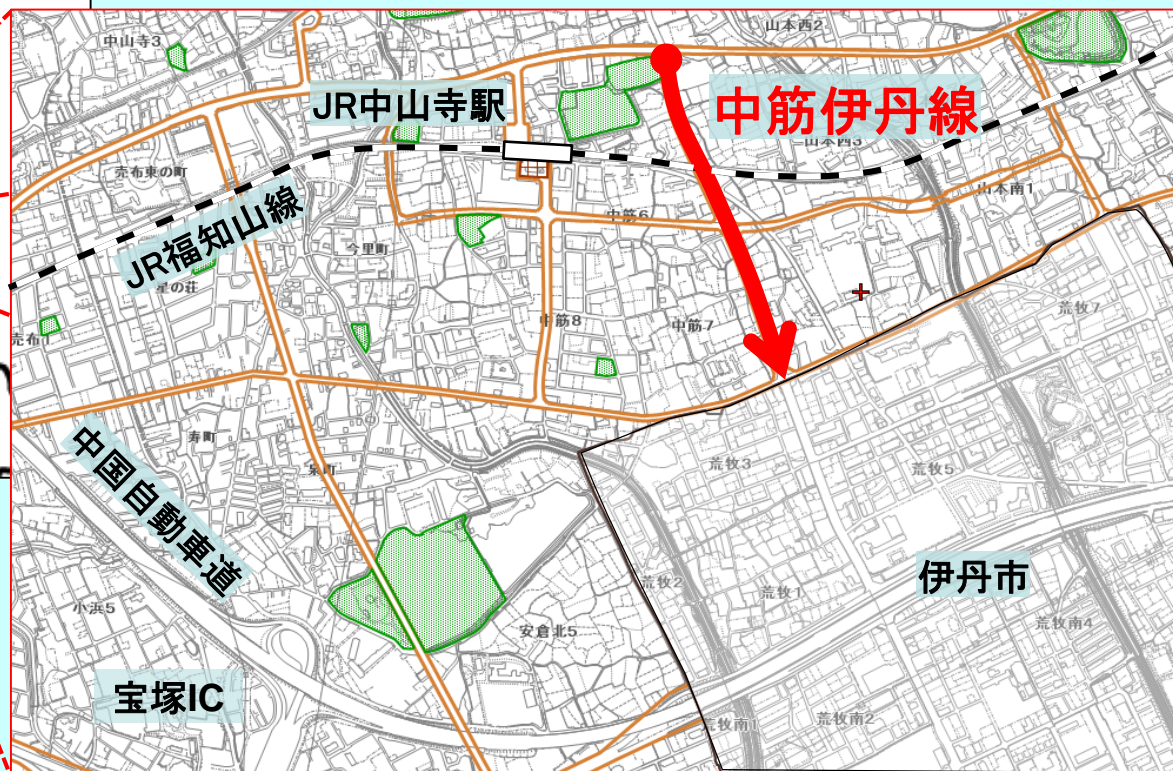 中山寺3
山本西2
JR中山寺駅
中筋伊丹線
山本西3
売布東の町
山本南1
JR福知山線
中筋6
今里町
星の荘
荒牧7
売布1
中筋8
中筋7
寿町
荒牧3
荒牧5
泉町
中国自動車道
伊丹市
荒牧2
荒牧1
小浜5
安倉北5
荒牧南4
宝塚IC
荒牧南1
荒牧南2